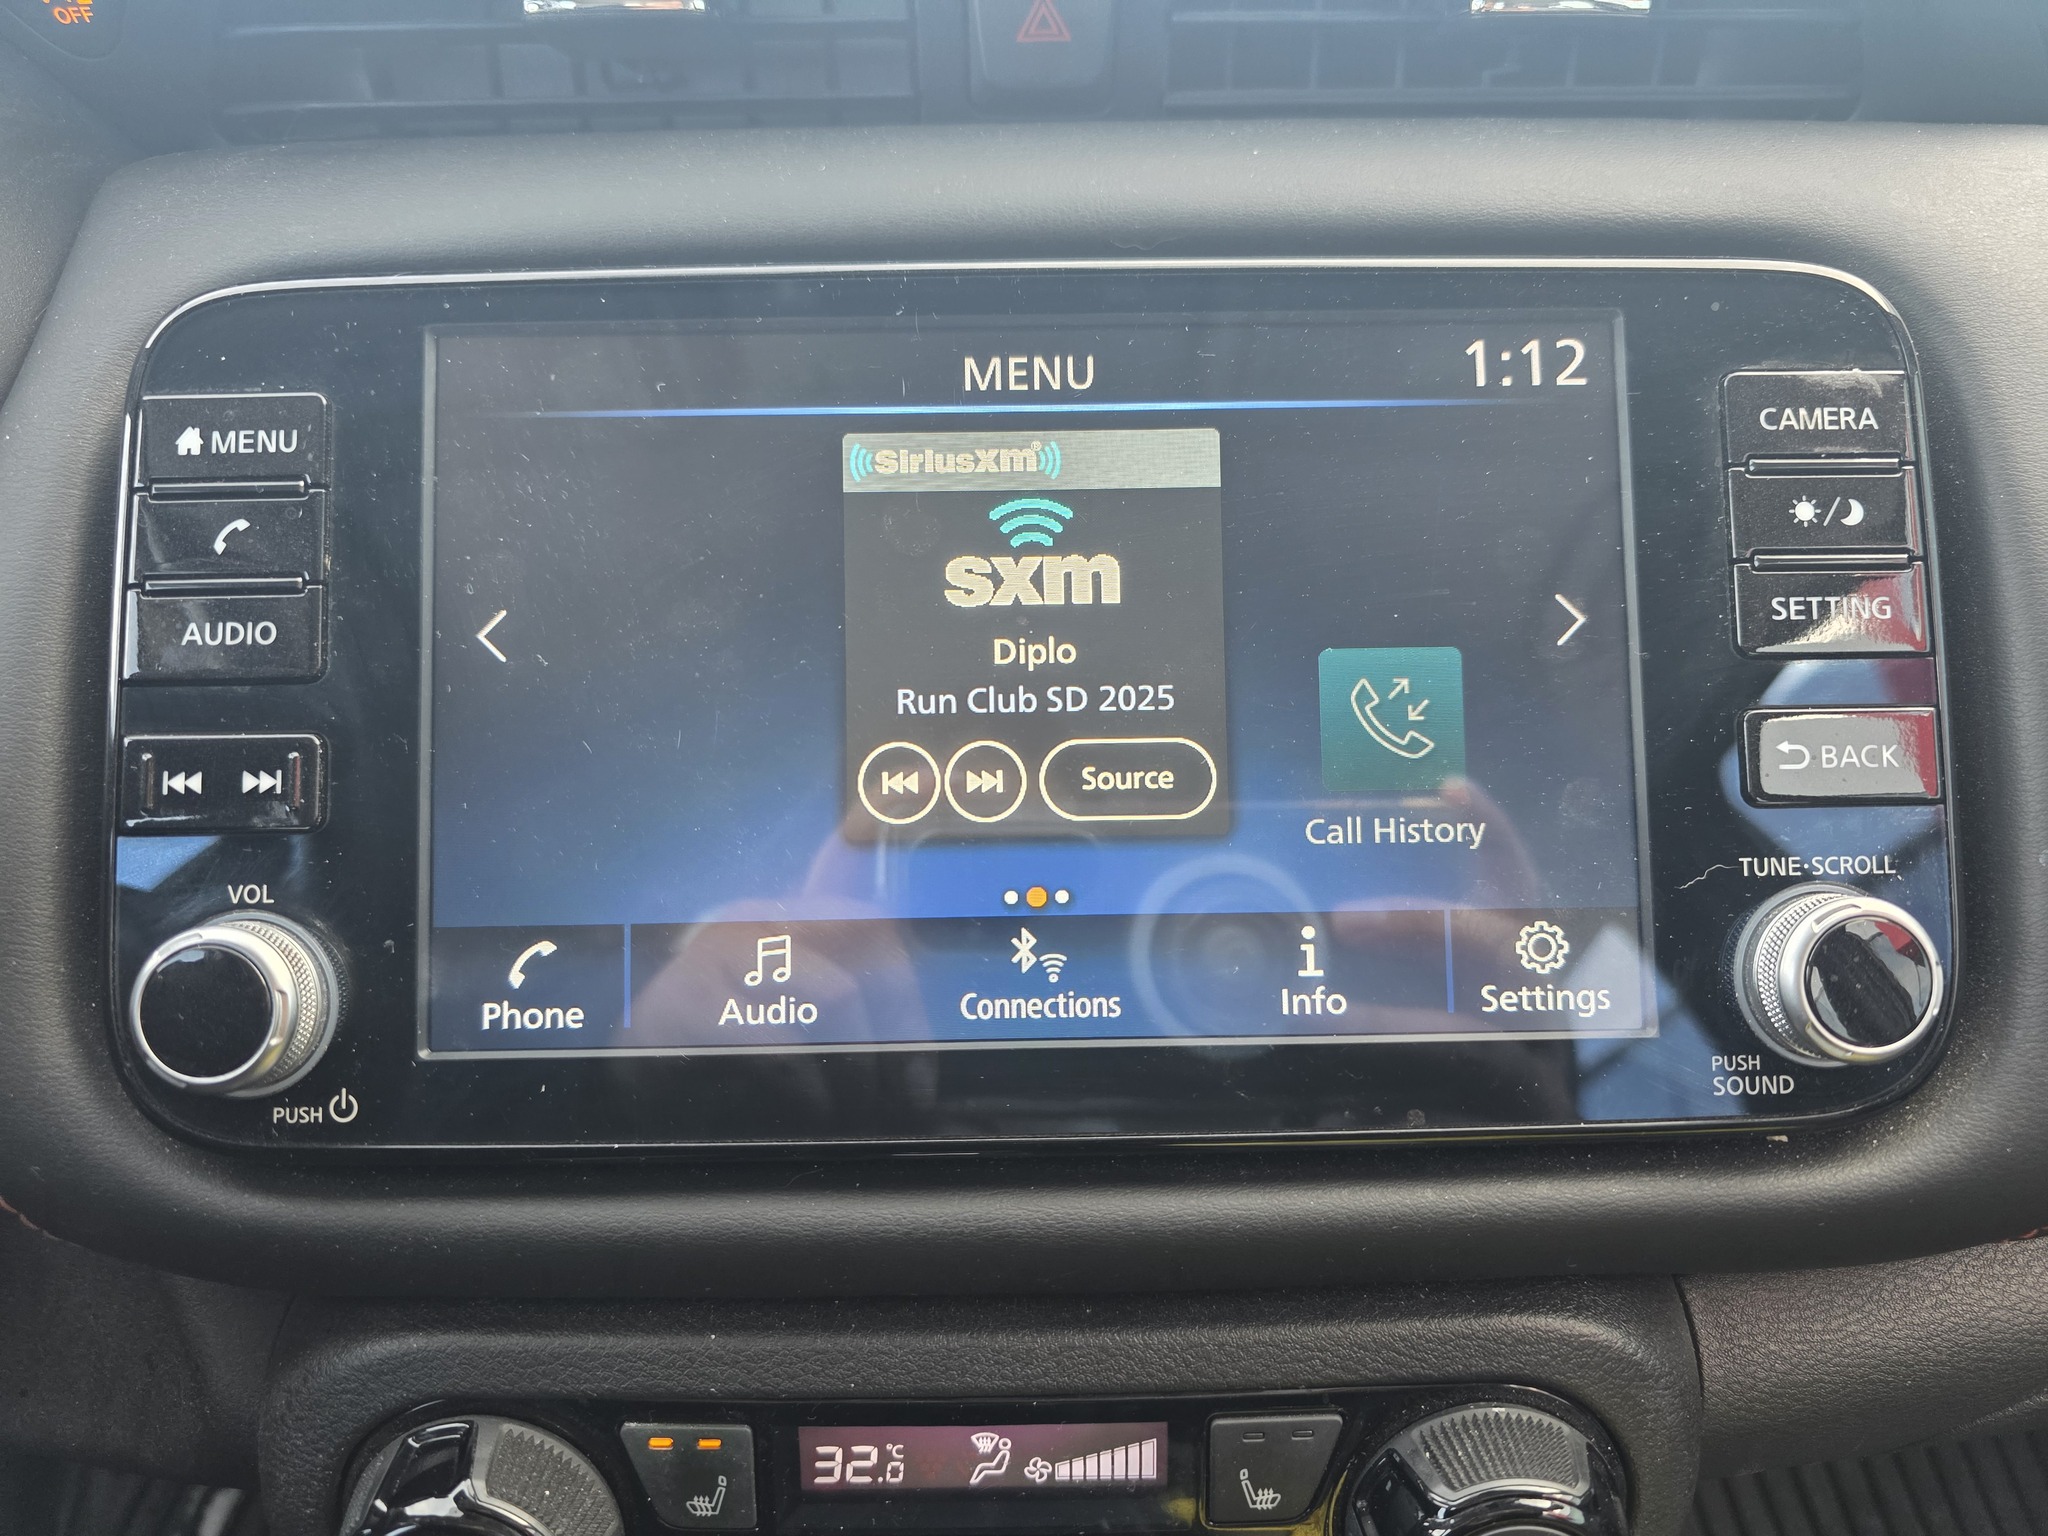 OFF
MENU
1:12
MENU
CAMERA
SiriusXM®
sxm
AUDIO
SETTING
Diplo
Run Club SD 2025
Source
BACK
Call History
VOL
TUNE·SCROLL
Phone
Audio
Connections
Info
Settings
PUSH
PUSH
SOUND
32.0 °C